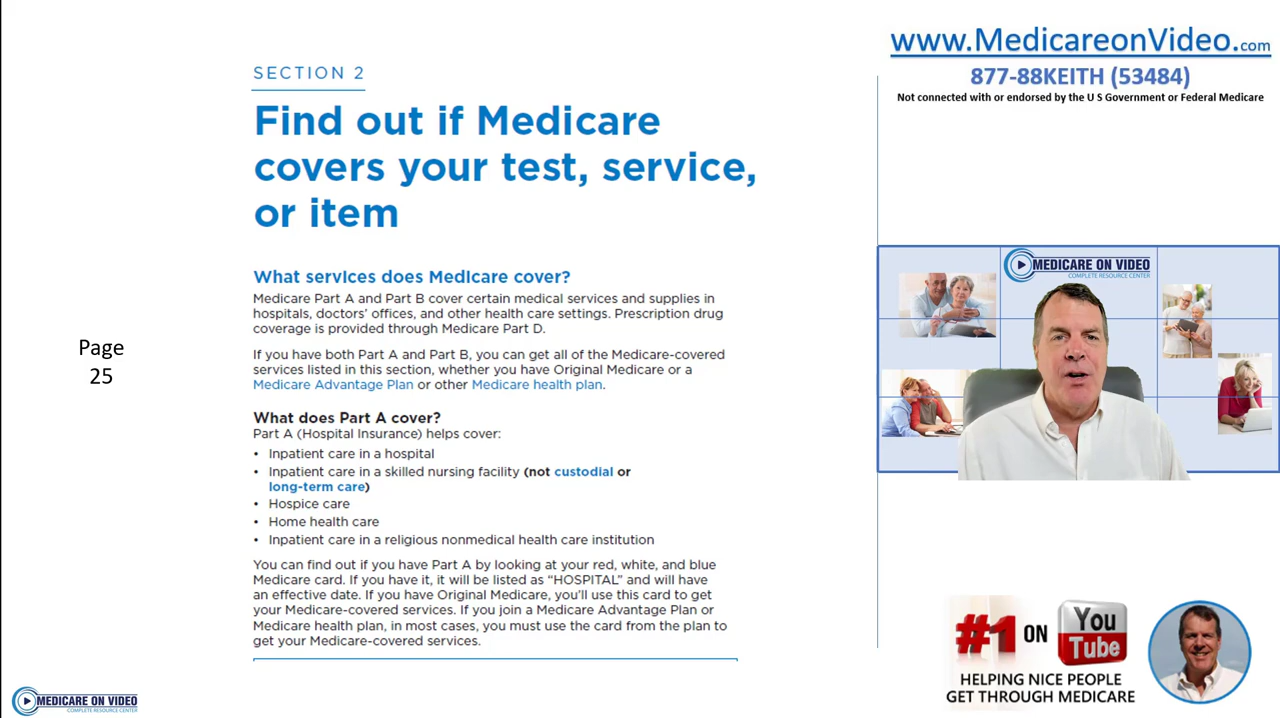 www.MedicareonVideo.com
877-88KEITH (53484)
Not connected with or endorsed by the U S Government or Federal Medicare
SECTION 2
Find out if Medicare
covers your test, service,
or item
What services does Medicare cover?
Medicare Part A and Part B cover certain medical services and supplies in
hospitals, doctors' offices, and other health care settings. Prescription drug
coverage is provided through Medicare Part D.
If you have both Part A and Part B, you can get all of the Medicare-covered
services listed in this section, whether you have Original Medicare or a
Medicare Advantage Plan or other Medicare health plan.
What does Part A cover?
Part A (Hospital Insurance) helps cover:
• Inpatient care in a hospital
• Inpatient care in a skilled nursing facility (not custodial or
long-term care)
• Hospice care
• Home health care
• Inpatient care in a religious nonmedical health care institution
You can find out if you have Part A by looking at your red, white, and blue
Medicare card. If you have it, it will be listed as “HOSPITAL” and will have
an effective date. If you have Original Medicare, you'll use this card to get
your Medicare-covered services. If you join a Medicare Advantage Plan or
Medicare health plan, in most cases, you must use the card from the plan to
get your Medicare-covered services.
Page
25
MEDICARE ON VIDEO
COMPLETE RESOURCE CENTER
#1 ON You
Tube
HELPING NICE PEOPLE
GET THROUGH MEDICARE
MEDICARE ON VIDEO
COMPLETE RESOURCE CENTER